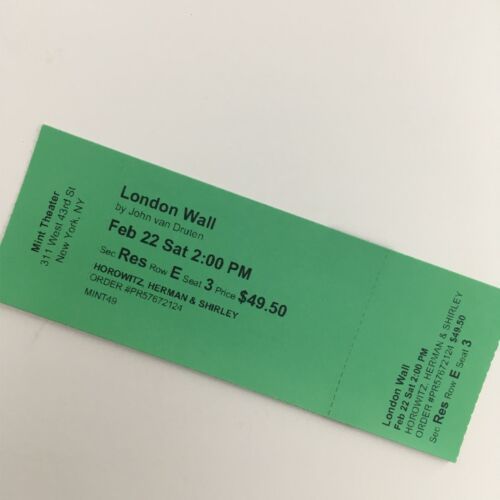 Mint Theater
311 West 43rd St
New York, NY
London Wall
by John van Druten
Feb 22 Sat 2:00 PM
Sec Res Row E Seat 3 Price $49.50
HOROWITZ, HERMAN & SHIRLEY
ORDER #PR57672124
MINT49
London Wall
Feb 22 Sat 2:00 PM
HOROWITZ, HERMAN & SHIRLEY
ORDER #PR57672124 $49.50
Sec Res Row E Seat 3